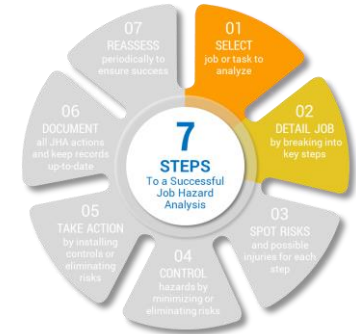 7
STEPS
To a Successful
Job Hazard
Analysis
01
SELECT
job or task to
analyze
02
DETAIL JOB
by breaking into
key steps
03
SPOT RISKS
and possible
injuries for each
step
04
CONTROL
hazards by
minimizing or
eliminating risks
05
TAKE ACTION
by installing
controls or
eliminating
risks
06
DOCUMENT
all JHA actions
and keep records
up-to-date
07
REASSESS
periodically to
ensure success